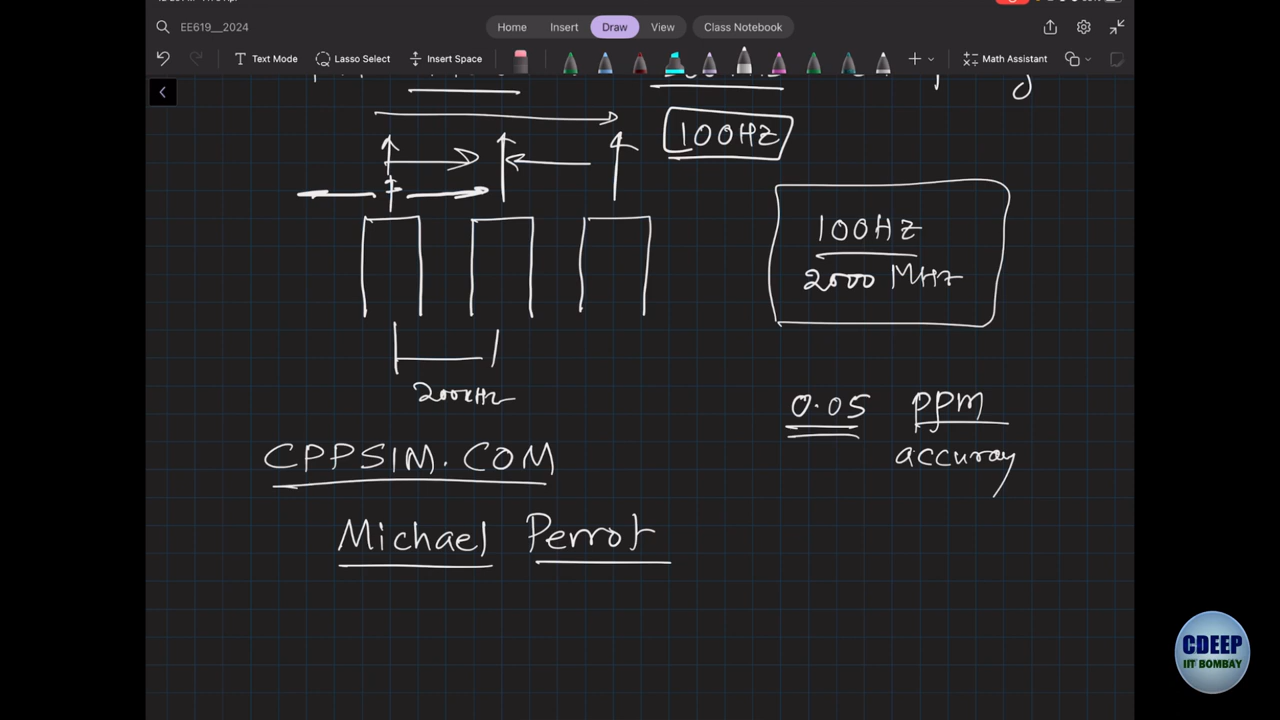 EE619__2024
Home Insert Draw View Class Notebook
Text Mode Lasso Select Insert Space Math Assistant
100HZ
100HZ
2000 MHZ
200KHZ
0.05 ppm
accuray
CPPSIM.COM
Michael Perrot
CDEEP
IIT BOMBAY